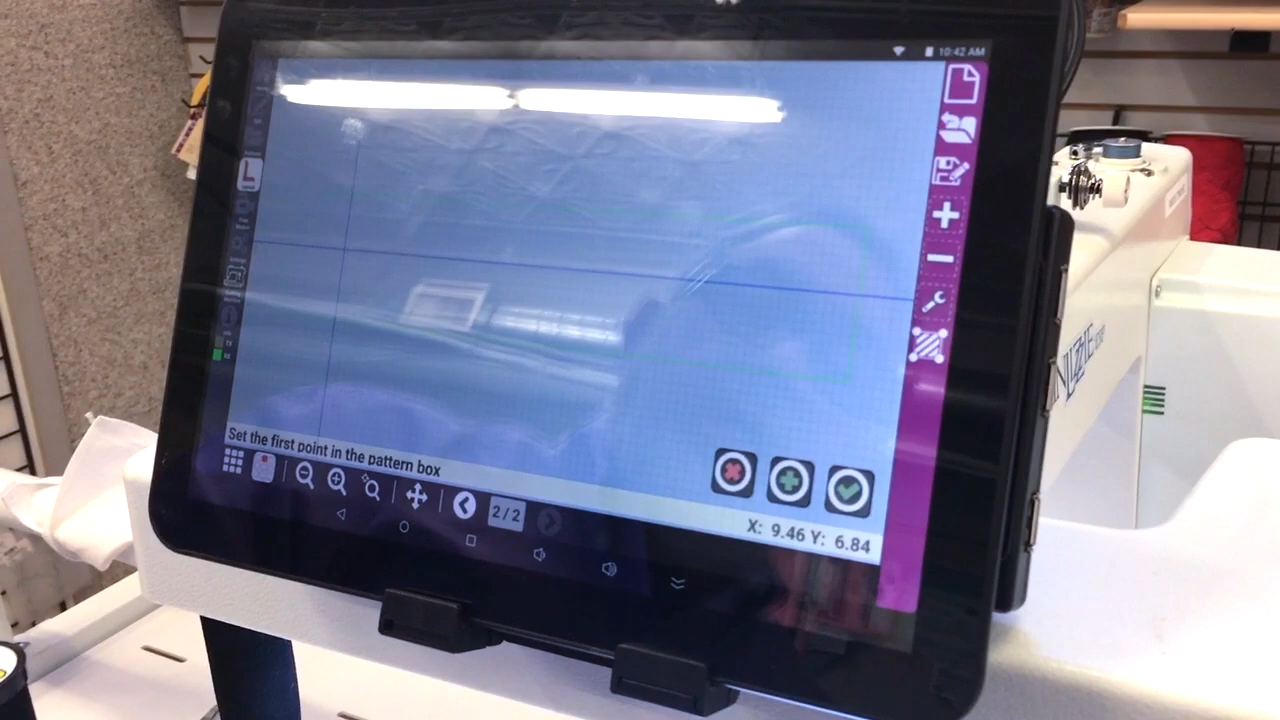 10:42 AM
L
Set the first point in the pattern box
2 / 2
X: 9.46 Y: 6.84